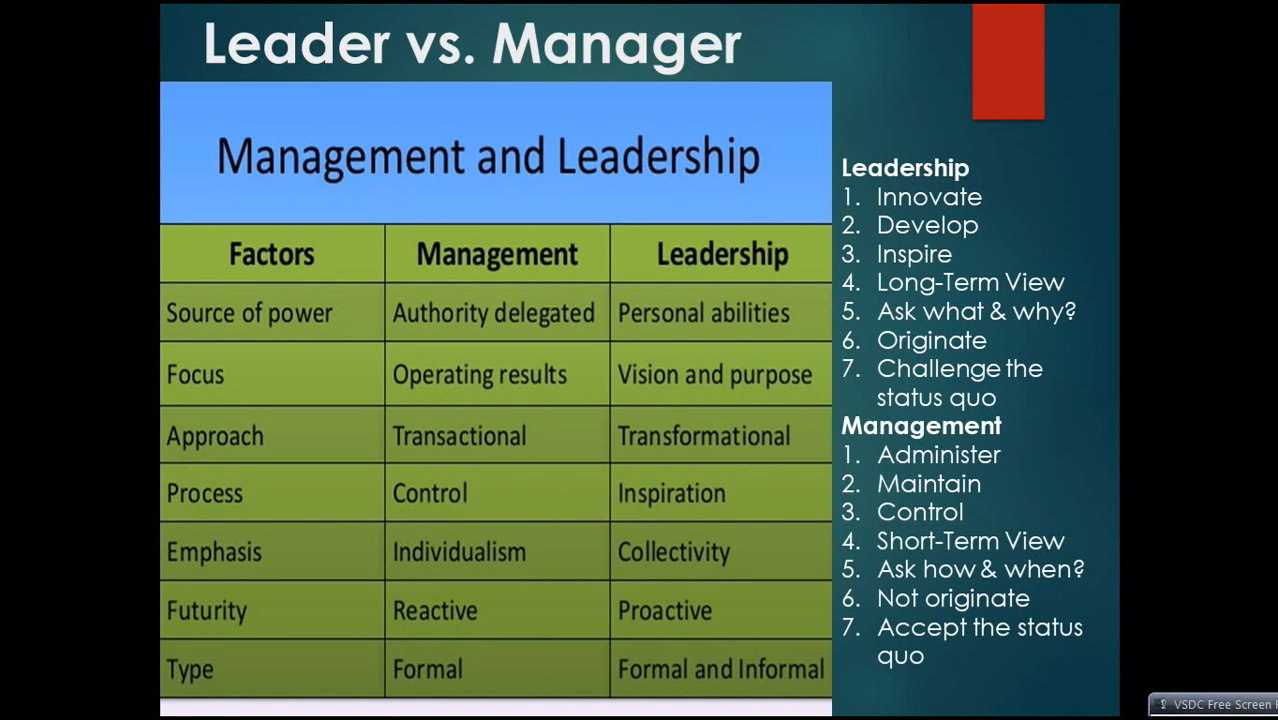 Leader vs. Manager
Management and Leadership
Factors Management Leadership
Source of power Authority delegated Personal abilities
Focus Operating results Vision and purpose
Approach Transactional Transformational
Process Control Inspiration
Emphasis Individualism Collectivity
Futurity Reactive Proactive
Type Formal Formal and Informal
Leadership
1. Innovate
2. Develop
3. Inspire
4. Long-Term View
5. Ask what & why?
6. Originate
7. Challenge the
status quo
Management
1. Administer
2. Maintain
3. Control
4. Short-Term View
5. Ask how & when?
6. Not originate
7. Accept the status
quo
VSDC Free Screen